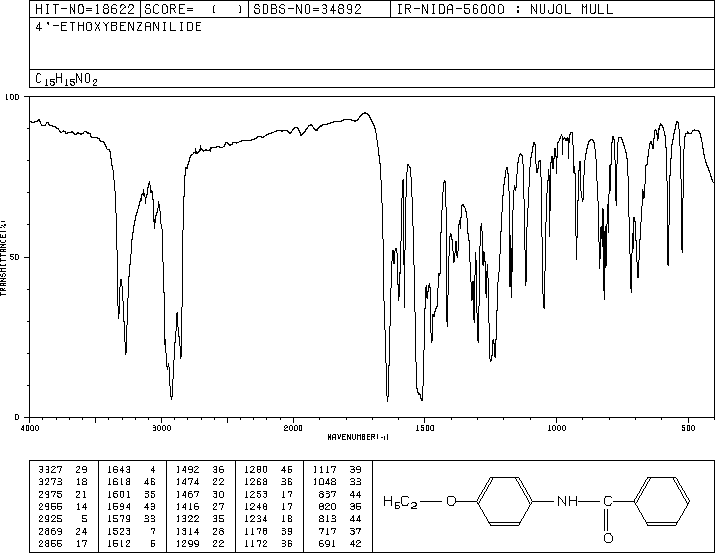 HIT-NO=18622 SCORE= ( ) SDBS-NO=34892 IR-NIDA-56000 : NUJOL MULL
4'-ETHOXYBENZANILIDE
C15H15NO2
100
50
0
TRANSMITTANCE(%)
4000 3000 2000 1500 1000 500
WAVENUMBER(-1)
3327 29 1643 4 1492 36 1280 46 1117 39
3273 18 1618 46 1474 22 1268 36 1048 33
2975 21 1601 35 1467 30 1253 17 837 44
2955 14 1594 49 1416 27 1248 17 820 35
2925 5 1579 33 1322 35 1234 18 813 44
2869 24 1523 7 1314 28 1178 39 717 37
2855 17 1512 5 1299 22 1172 36 691 42
H5C2 O NH C
O